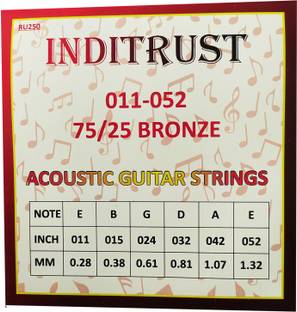 RU250
INDITRUST
011-052
75/25 BRONZE
ACOUSTIC GUITAR STRINGS
NOTE E B G D A E
INCH 011 015 024 032 042 052
MM 0.28 0.38 0.61 0.81 1.07 1.32